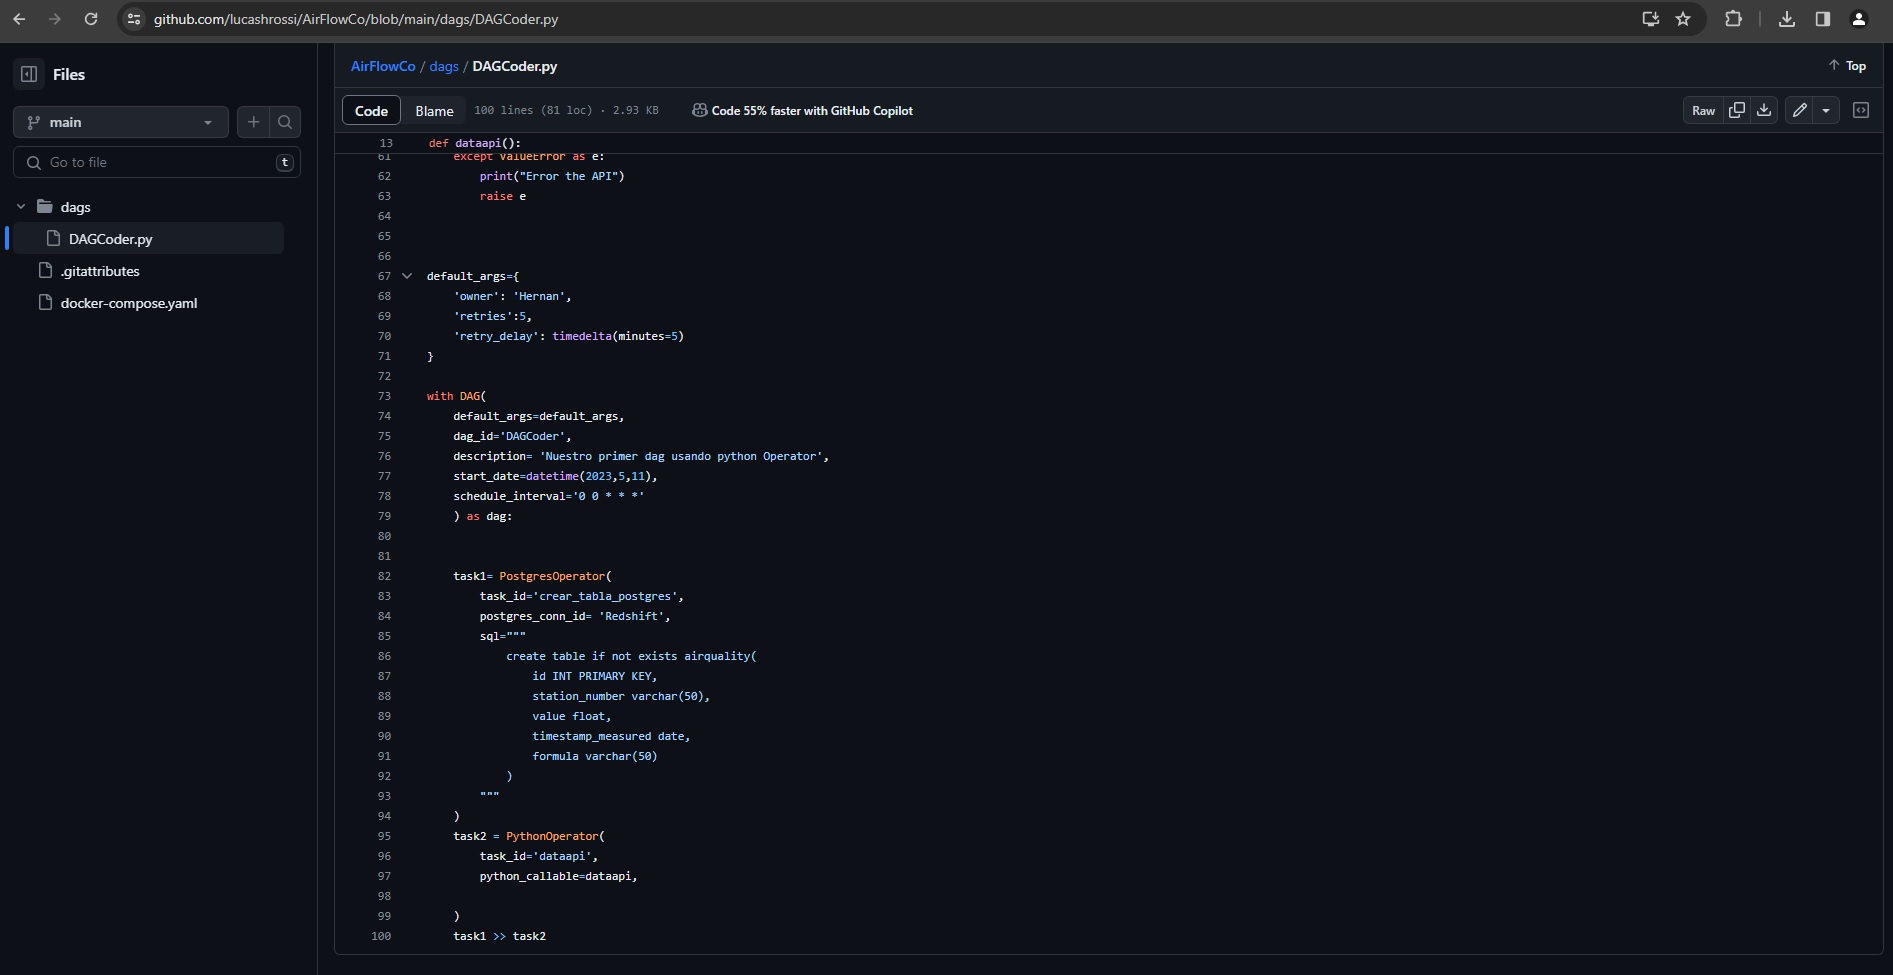 github.com/lucashrossi/AirFlowCo/blob/main/dags/DAGCoder.py
Files
main
Go to file
t
dags
DAGCoder.py
.gitattributes
docker-compose.yaml
AirFlowCo / dags / DAGCoder.py
Top
Code
Blame
100 lines (81 loc) · 2.93 KB
Code 55% faster with GitHub Copilot
Raw
13 def dataapi():
61 except ValueError as e:
62 print("Error the API")
63 raise e
64
65
66
67 default_args={
68 'owner': 'Hernan',
69 'retries':5,
70 'retry_delay': timedelta(minutes=5)
71 }
72
73 with DAG(
74 default_args=default_args,
75 dag_id='DAGCoder',
76 description= 'Nuestro primer dag usando python Operator',
77 start_date=datetime(2023,5,11),
78 schedule_interval='0 0 * * *'
79 ) as dag:
80
81
82 task1= PostgresOperator(
83 task_id='crear_tabla_postgres',
84 postgres_conn_id= 'Redshift',
85 sql="""
86 create table if not exists airquality(
87 id INT PRIMARY KEY,
88 station_number varchar(50),
89 value float,
90 timestamp_measured date,
91 formula varchar(50)
92 )
93 """
94 )
95 task2 = PythonOperator(
96 task_id='dataapi',
97 python_callable=dataapi,
98
99 )
100 task1 >> task2